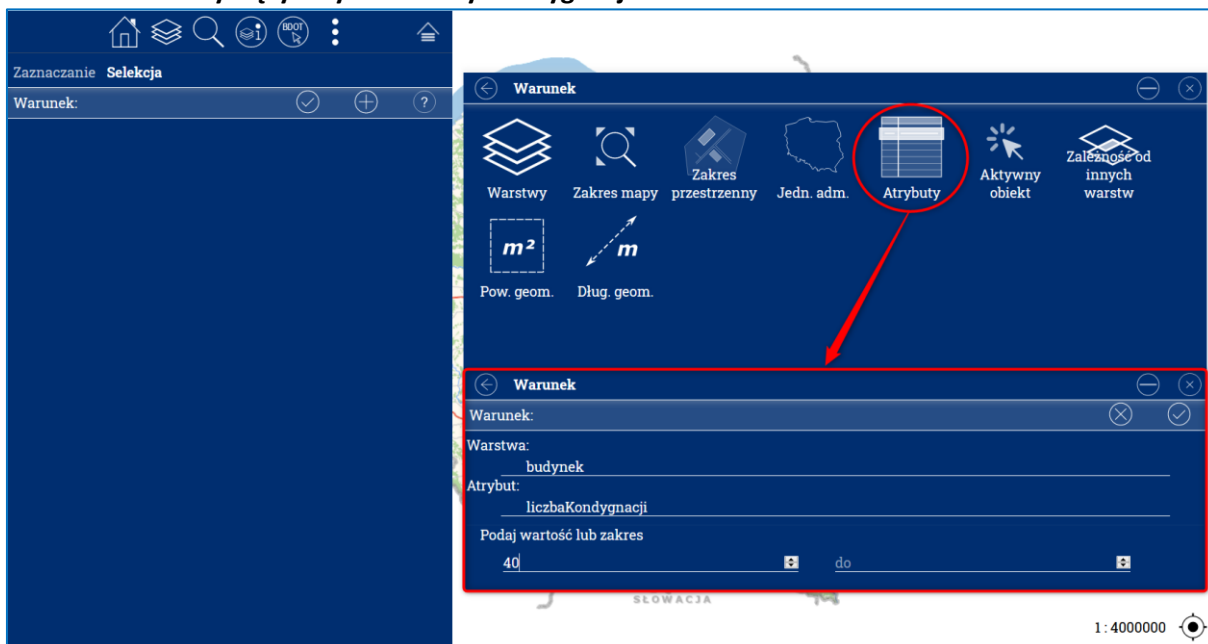 BDOT
Zaznaczanie Selekcja
Warunek:
?
Warunek
Warstwy
Zakres mapy
Zakres
przestrzenny
Jedn. adm.
Atrybuty
Aktywny
obiekt
Zależność od
innych
warstw
m²
Pow. geom.
m
Dług. geom.
Warunek
Warunek:
Warstwa:
budynek
Atrybut:
liczbaKondygnacji
Podaj wartość lub zakres
40 do
SŁOWACJA
1 : 4000000